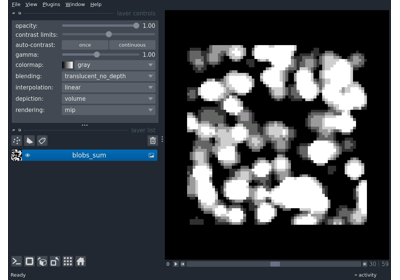 File View Plugins Window Help
layer controls
opacity: 1.00
contrast limits:
auto-contrast: once continuous
gamma: 1.00
colormap: gray
blending: translucent_no_depth
interpolation: linear
depiction: volume
rendering: mip
layer list
blobs_sum
30 59
Ready activity